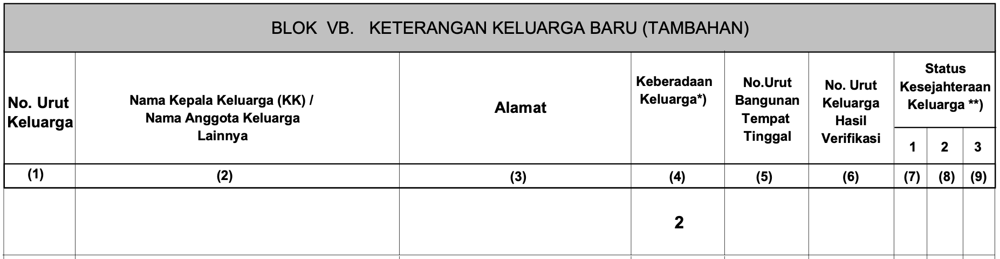 BLOK VB. KETERANGAN KELUARGA BARU (TAMBAHAN)
No. Urut
Keluarga
Nama Kepala Keluarga (KK) /
Nama Anggota Keluarga
Lainnya
Alamat
Keberadaan
Keluarga*)
No.Urut
Bangunan
Tempat
Tinggal
No. Urut
Keluarga
Hasil
Verifikasi
Status
Kesejahteraan
Keluarga **)
1 2 3
(1) (2) (3) (4) (5) (6) (7) (8) (9)
2